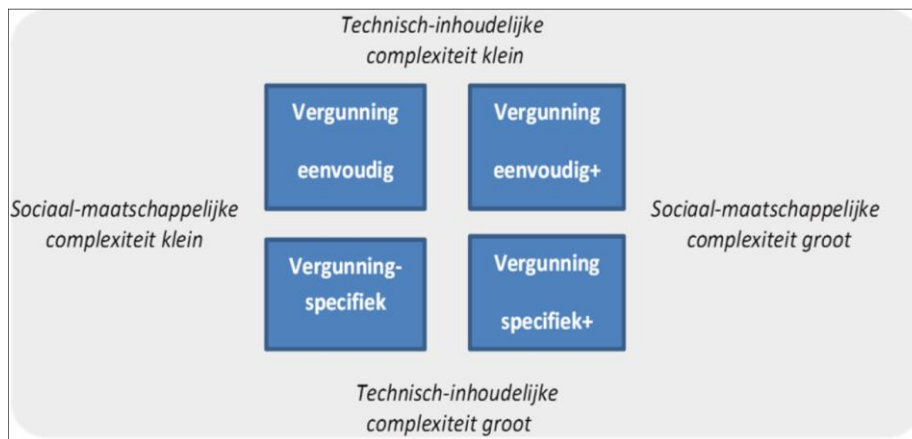 Technisch-inhoudelijke
complexiteit klein
Vergunning
eenvoudig
Vergunning
eenvoudig+
Sociaal-maatschappelijke
complexiteit klein
Sociaal-maatschappelijke
complexiteit groot
Vergunning-
specifiek
Vergunning
specifiek+
Technisch-inhoudelijke
complexiteit groot